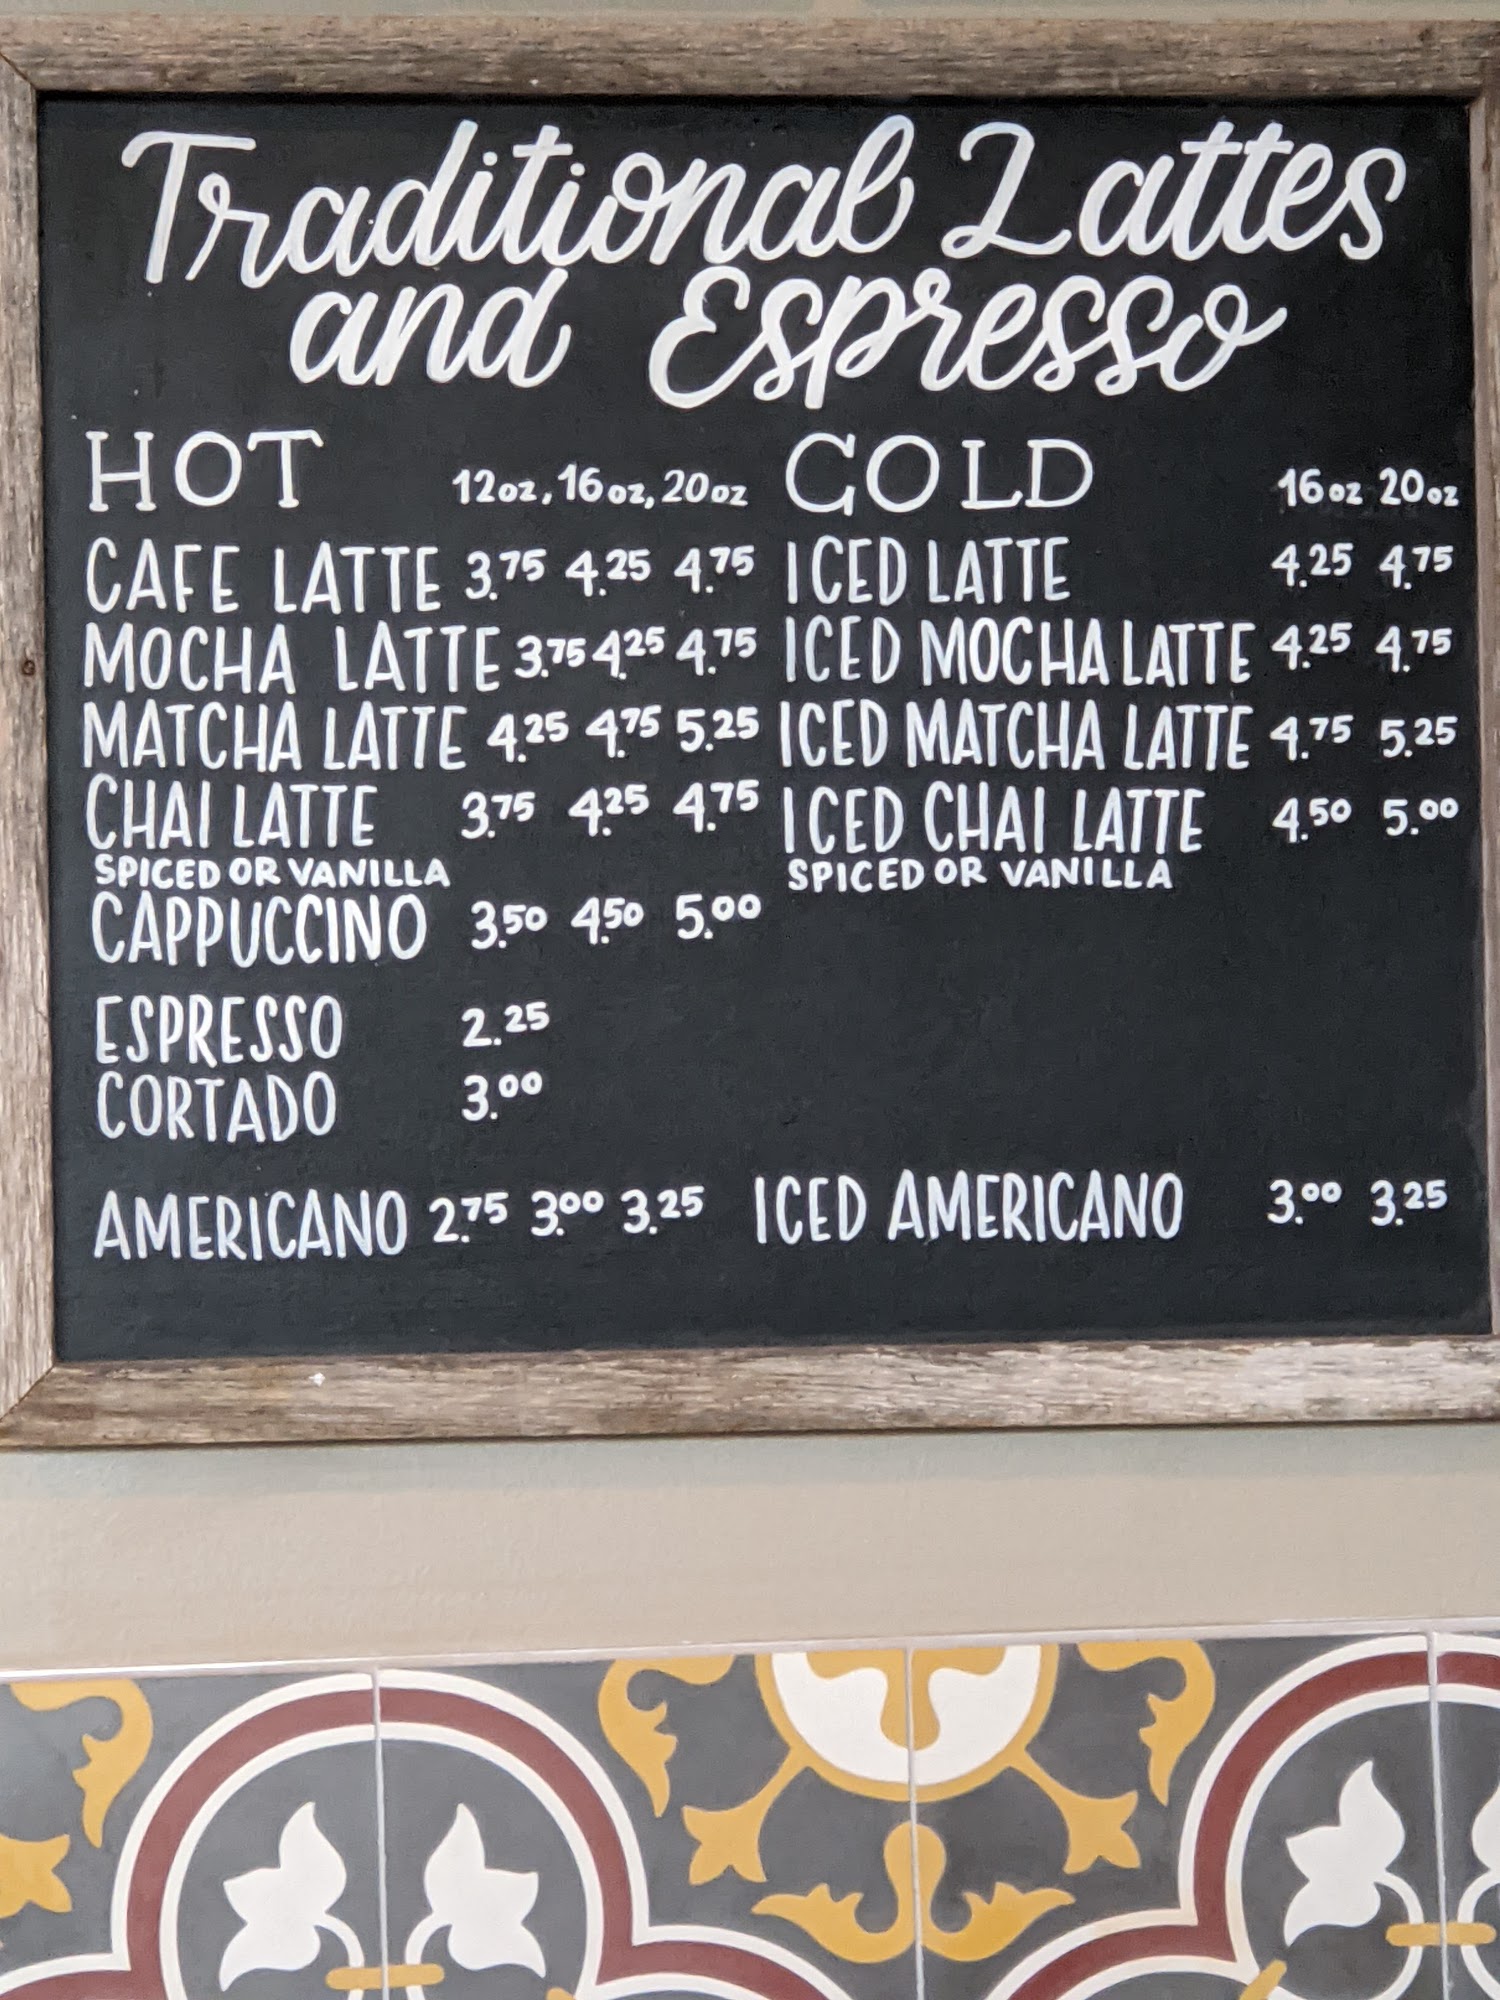 Traditional Lattes
and Espresso
HOT 12oz, 16oz, 20oz
CAFE LATTE 3.75 4.25 4.75
MOCHA LATTE 3.75 4.25 4.75
MATCHA LATTE 4.25 4.75 5.25
CHAI LATTE 3.75 4.25 4.75
SPICED OR VANILLA
CAPPUCCINO 3.50 4.50 5.00
ESPRESSO 2.25
CORTADO 3.00
AMERICANO 2.75 3.00 3.25
COLD 16oz 20oz
ICED LATTE 4.25 4.75
ICED MOCHA LATTE 4.25 4.75
ICED MATCHA LATTE 4.75 5.25
ICED CHAI LATTE 4.50 5.00
SPICED OR VANILLA
ICED AMERICANO 3.00 3.25